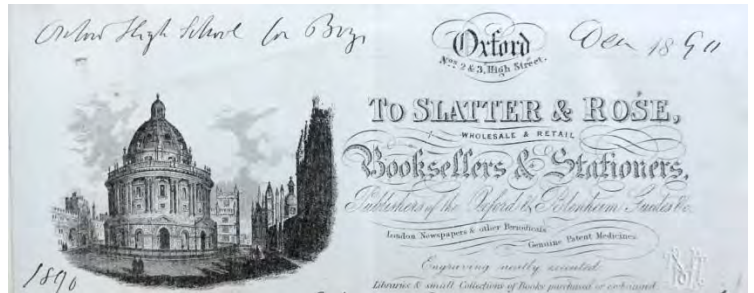 Oxford High School for Boys
Oxford
Nos. 2 & 3, High Street.
Dec 1890
TO SLATTER & ROSE,
WHOLESALE & RETAIL
Booksellers & Stationers,
Publishers of the Oxford & Blenheim Guides &c.
London Newspapers & other Periodicals.
Genuine Patent Medicines.
Engraving neatly executed
Libraries & small Collections of Books purchased or exchanged
1890